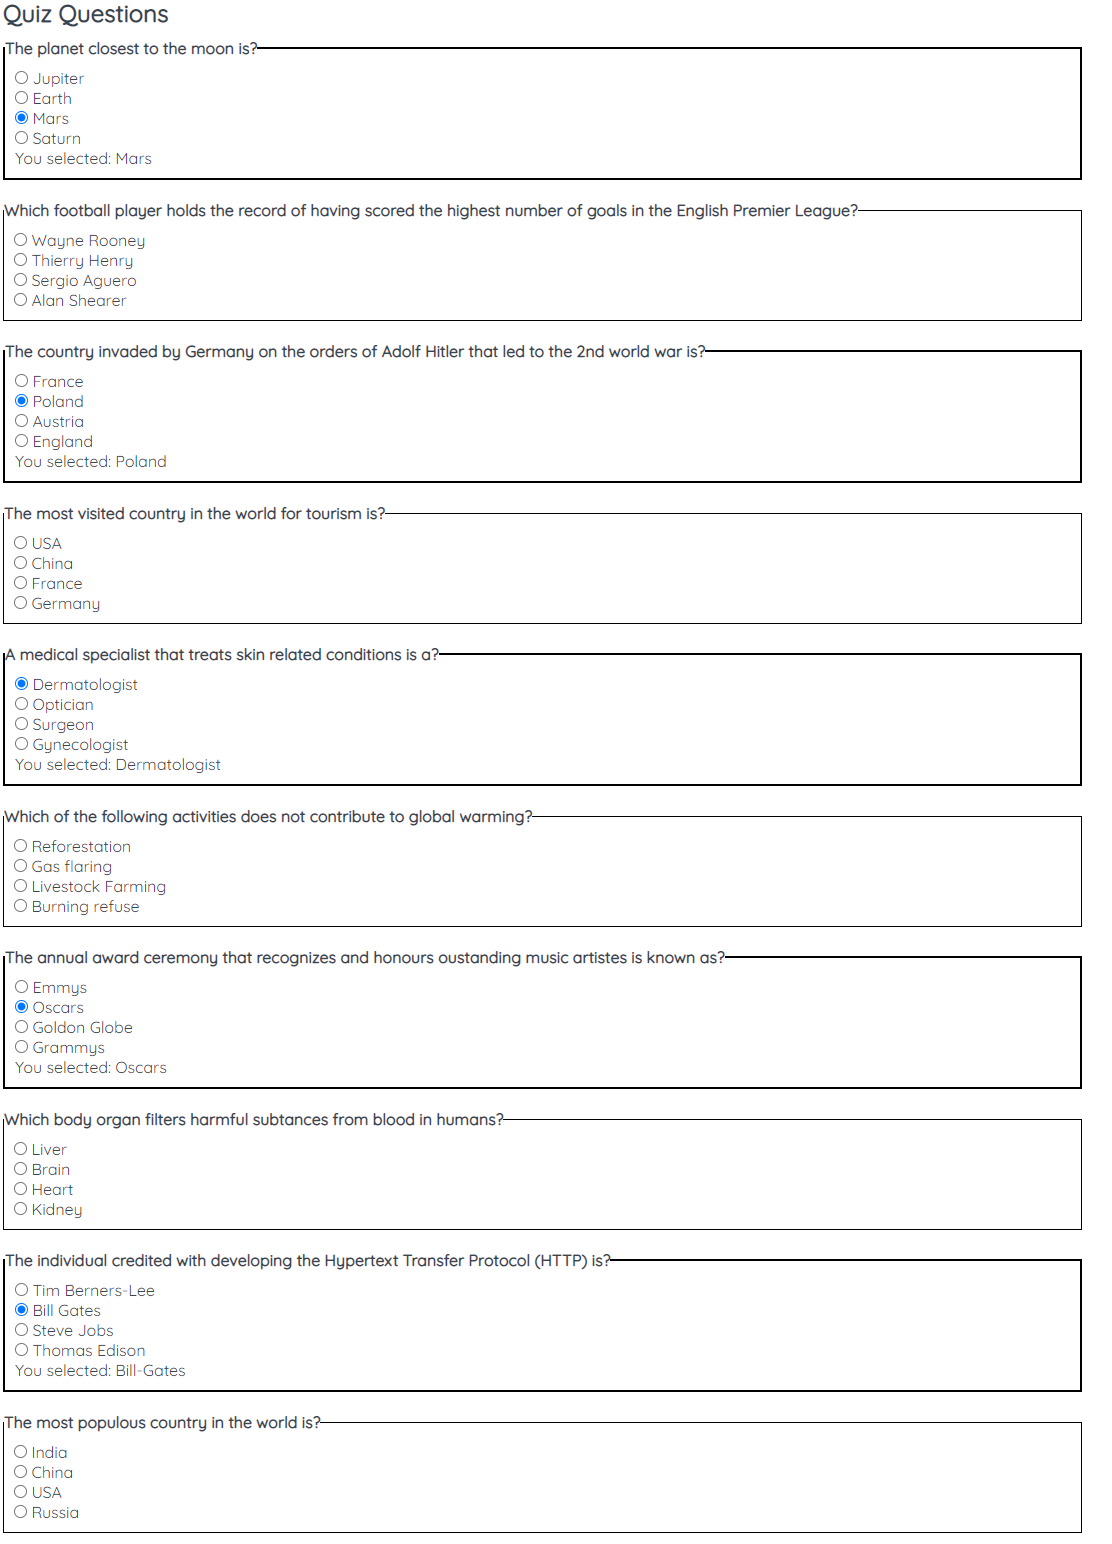 Quiz Questions
The planet closest to the moon is?
Jupiter
Earth
Mars
Saturn
You selected: Mars
Which football player holds the record of having scored the highest number of goals in the English Premier League?
Wayne Rooney
Thierry Henry
Sergio Aguero
Alan Shearer
The country invaded by Germany on the orders of Adolf Hitler that led to the 2nd world war is?
France
Poland
Austria
England
You selected: Poland
The most visited country in the world for tourism is?
USA
China
France
Germany
A medical specialist that treats skin related conditions is a?
Dermatologist
Optician
Surgeon
Gynecologist
You selected: Dermatologist
Which of the following activities does not contribute to global warming?
Reforestation
Gas flaring
Livestock Farming
Burning refuse
The annual award ceremony that recognizes and honours oustanding music artistes is known as?
Emmys
Oscars
Goldon Globe
Grammys
You selected: Oscars
Which body organ filters harmful subtances from blood in humans?
Liver
Brain
Heart
Kidney
The individual credited with developing the Hypertext Transfer Protocol (HTTP) is?
Tim Berners-Lee
Bill Gates
Steve Jobs
Thomas Edison
You selected: Bill-Gates
The most populous country in the world is?
India
China
USA
Russia